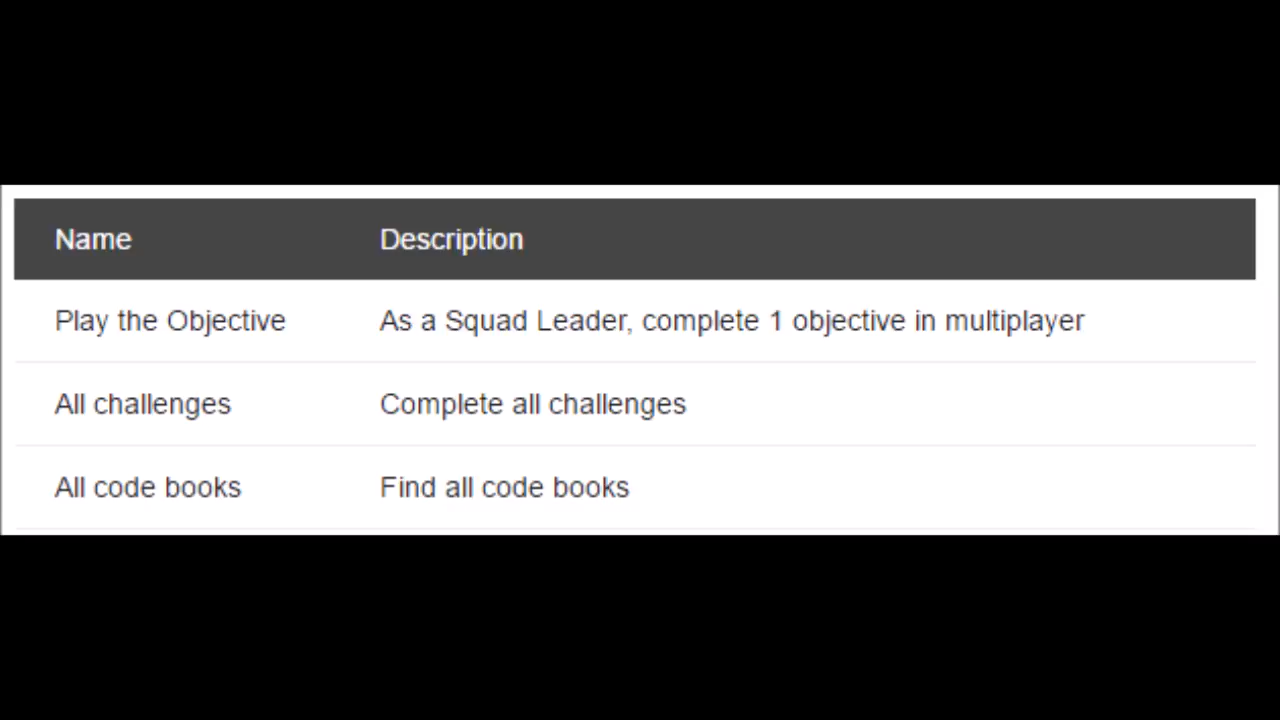 Name Description
Play the Objective As a Squad Leader, complete 1 objective in multiplayer
All challenges Complete all challenges
All code books Find all code books